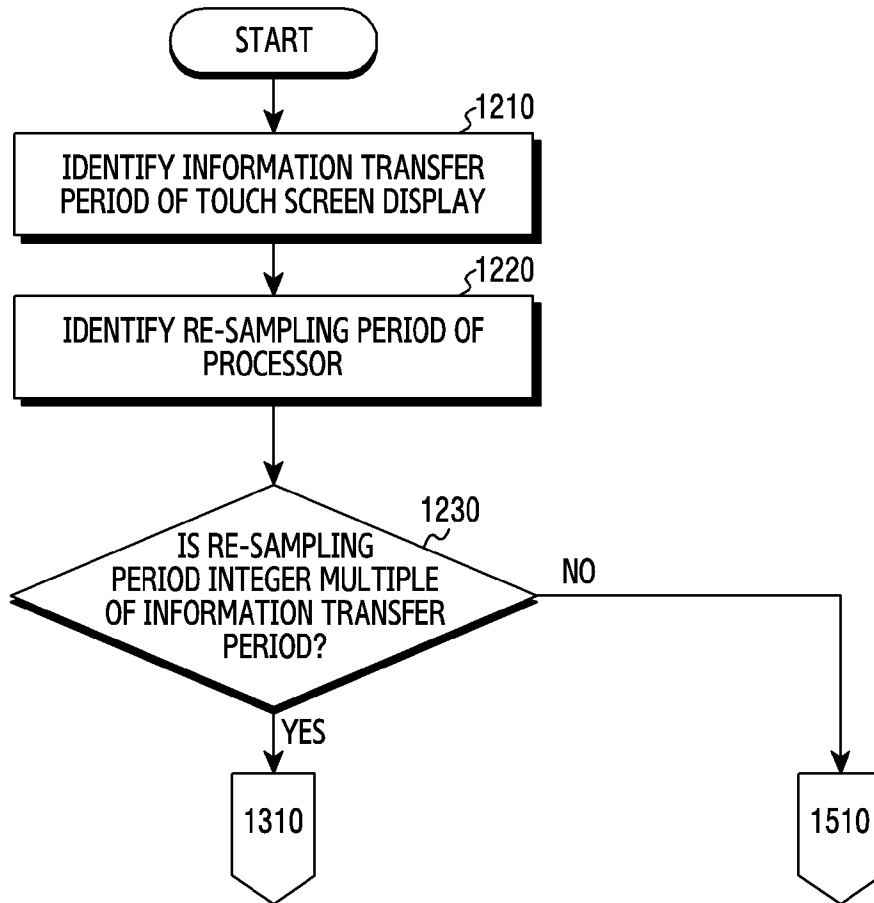 START
1210
IDENTIFY INFORMATION TRANSFER
PERIOD OF TOUCH SCREEN DISPLAY
1220
IDENTIFY RE-SAMPLING PERIOD OF
PROCESSOR
1230
IS RE-SAMPLING
PERIOD INTEGER MULTIPLE
OF INFORMATION TRANSFER
PERIOD?
NO
YES
1310
1510